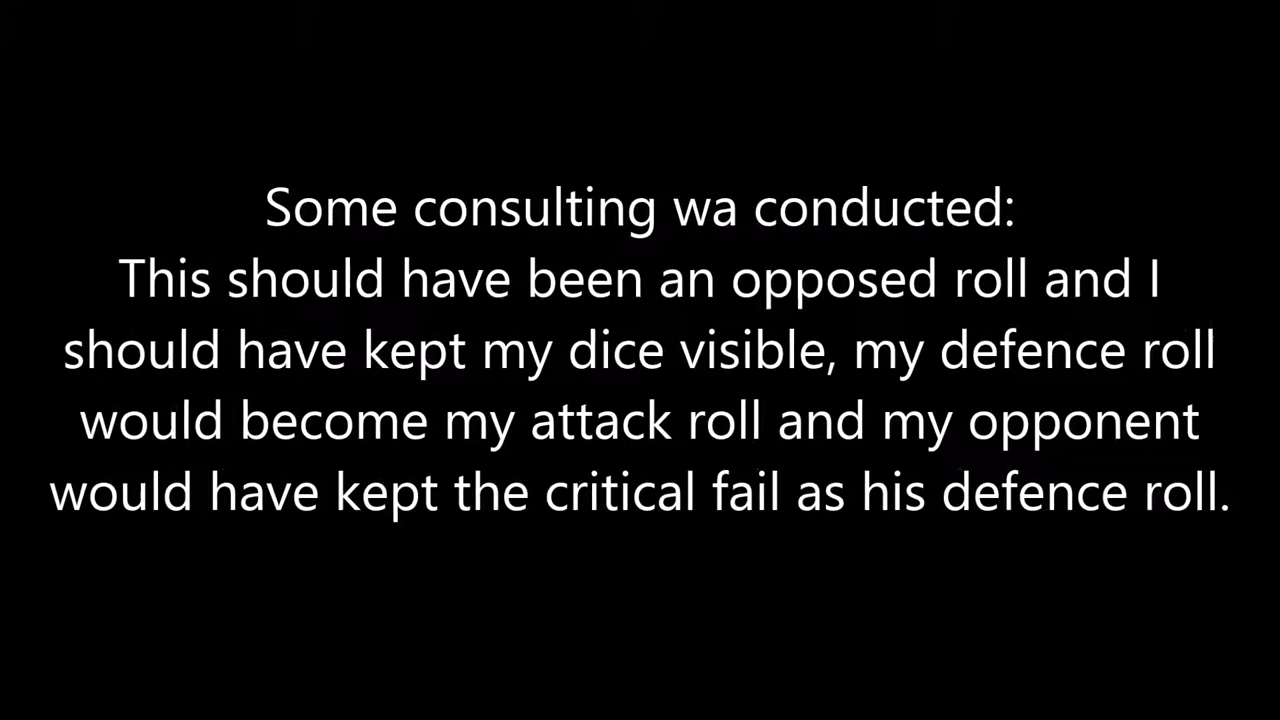 Some consulting wa conducted:
This should have been an opposed roll and I
should have kept my dice visible, my defence roll
would become my attack roll and my opponent
would have kept the critical fail as his defence roll.